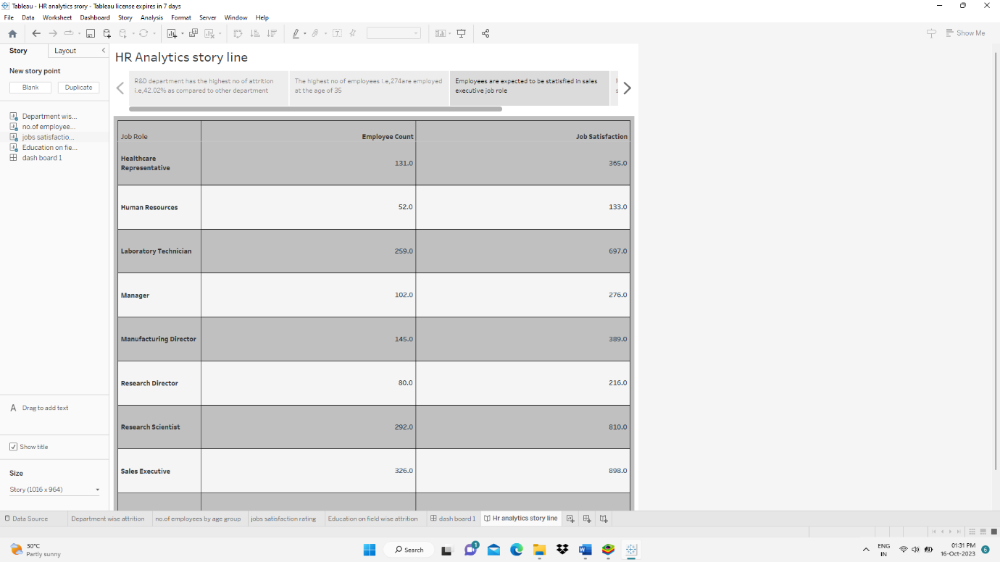 Tableau - HR analytics srory - Tableau license expires in 7 days
File Data Worksheet Dashboard Story Analysis Format Server Window Help
Show Me
Story Layout
New story point
Blank Duplicate
Department wis...
no.of employee...
jobs satisfactio...
Education on fie...
dash board 1
A Drag to add text
Show title
Size
Story (1016 x 964)
HR Analytics story line
R&D department has the highest no of attrition
i.e,42.02% as compared to other department
The highest no of employees i.e,274are employed
at the age of 35
Employees are expected to be statisfied in sales
executive job role
Job Role Employee Count Job Satisfaction
Healthcare
Representative 131.0 365.0
Human Resources 52.0 133.0
Laboratory Technician 259.0 697.0
Manager 102.0 276.0
Manufacturing Director 145.0 389.0
Research Director 80.0 216.0
Research Scientist 292.0 810.0
Sales Executive 326.0 898.0
Data Source Department wise attrition no.of employees by age group jobs satisfaction rating Education on field wise attrition dash board 1 Hr analytics story line
30°C
Partly sunny
Search
1
ENG
IN
01:31 PM
16-Oct-2023
6